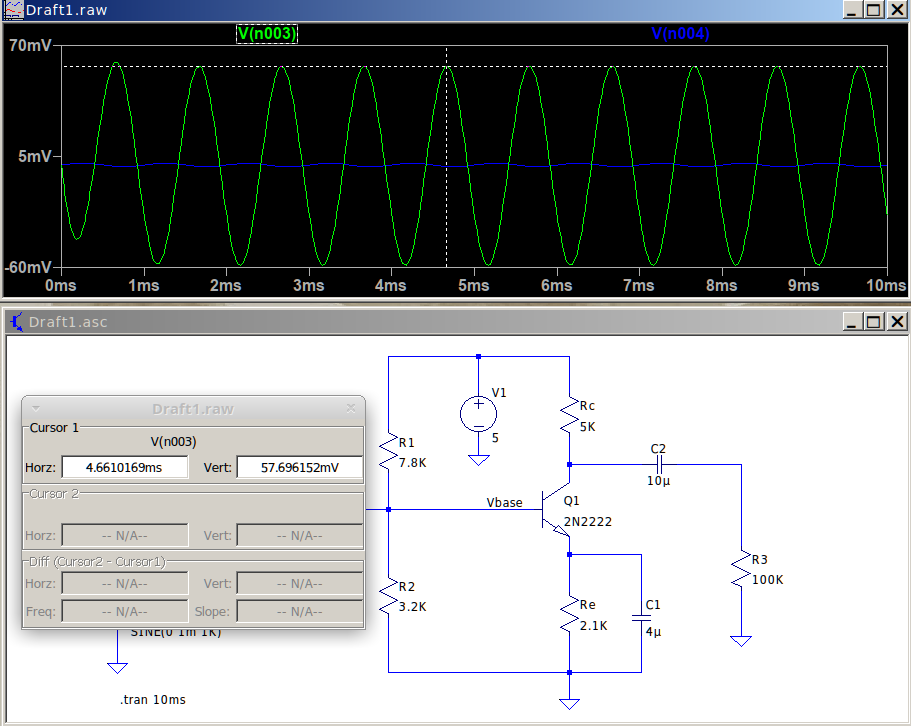 Draft1.raw
V(n003) V(n004)
70mV
5mV
-60mV
0ms 1ms 2ms 3ms 4ms 5ms 6ms 7ms 8ms 9ms 10ms
Draft1.asc
Draft1.raw
Cursor 1
V(n003)
Horz: 4.6610169ms Vert: 57.696152mV
Cursor 2
Horz: -- N/A-- Vert: -- N/A--
Diff (Cursor2 - Cursor1)
Horz: -- N/A-- Vert: -- N/A--
Freq: -- N/A-- Slope: -- N/A--
SINE(0 1m 1K)
.tran 10ms
R1
7.8K
R2
3.2K
V1
5
Rc
5K
Vbase
Q1
2N2222
Re
2.1K
C1
4µ
C2
10µ
R3
100K